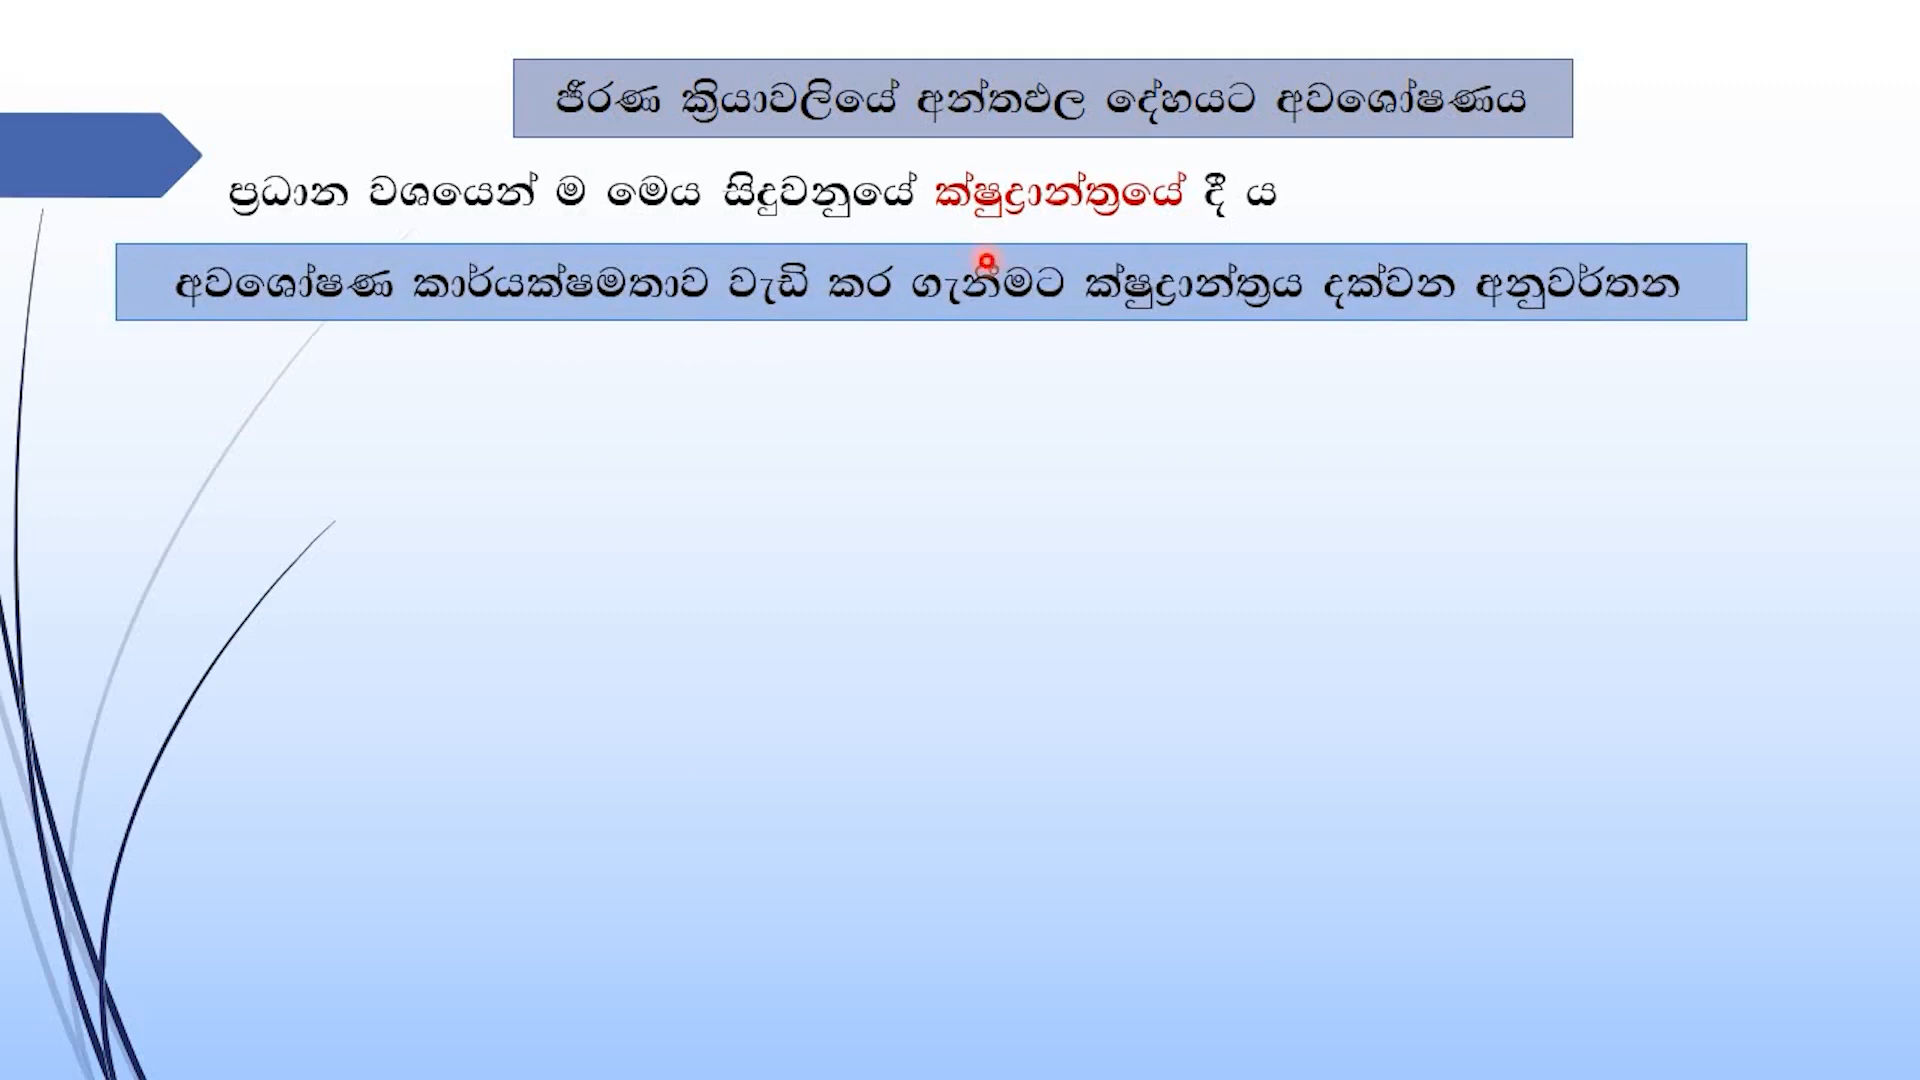 ජීරණ ක්‍රියාවලියේ අන්තඵල දේහයට අවශෝෂණය
ප්‍රධාන වශයෙන් ම මෙය සිදුවනුයේ ක්ෂුද්‍රාන්ත්‍රයේ දී ය
අවශෝෂණ කාර්යක්ෂමතාව වැඩි කර ගැනීමට ක්ෂුද්‍රාන්ත්‍රය දක්වන අනුවර්තන